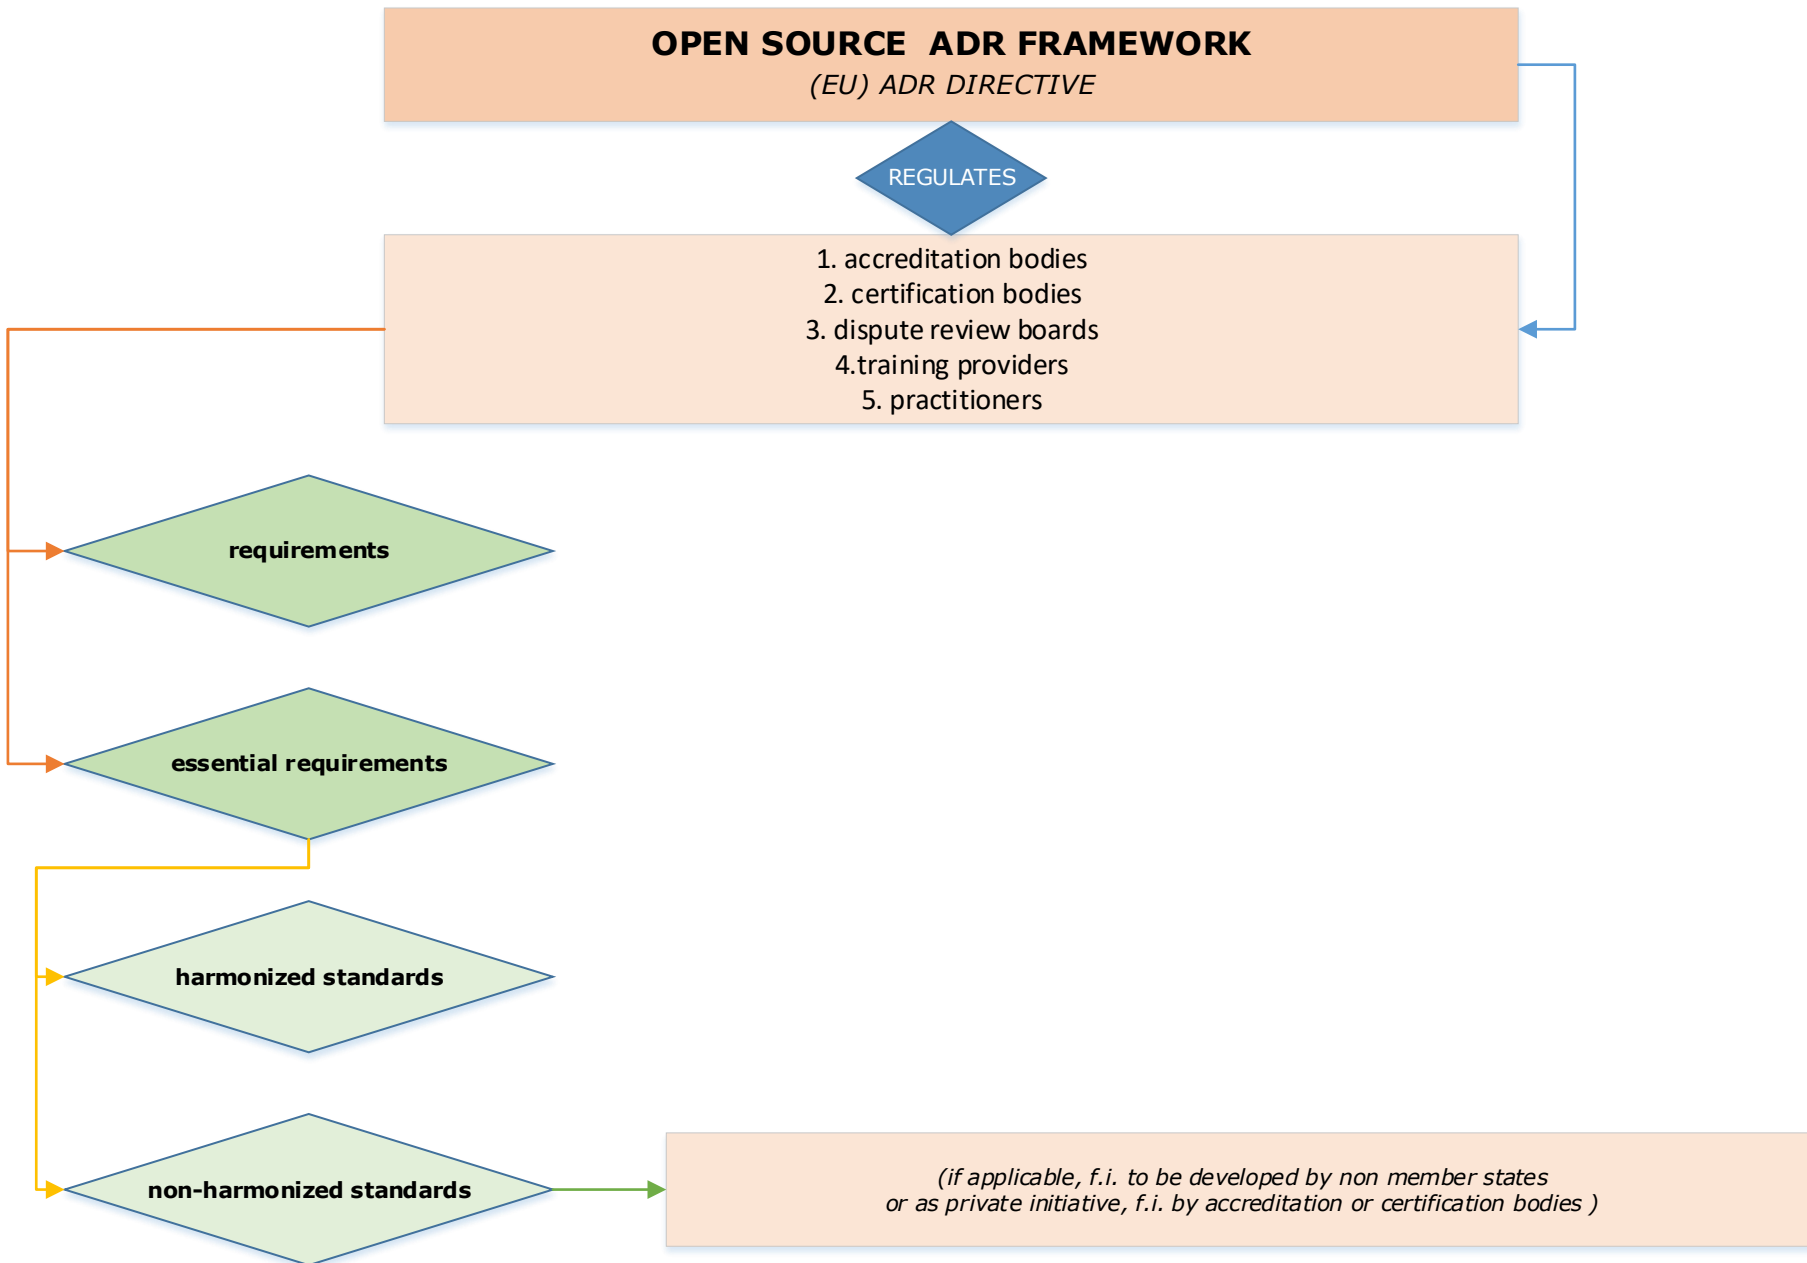 OPEN SOURCE  ADR FRAMEWORK
(EU) ADR DIRECTIVE
REGULATES
1. accreditation bodies
2. certification bodies
3. dispute review boards
4.training providers
5. practitioners
requirements
essential requirements
harmonized standards
non-harmonized standards
(if applicable, f.i. to be developed by non member states
or as private initiative, f.i. by accreditation or certification bodies )